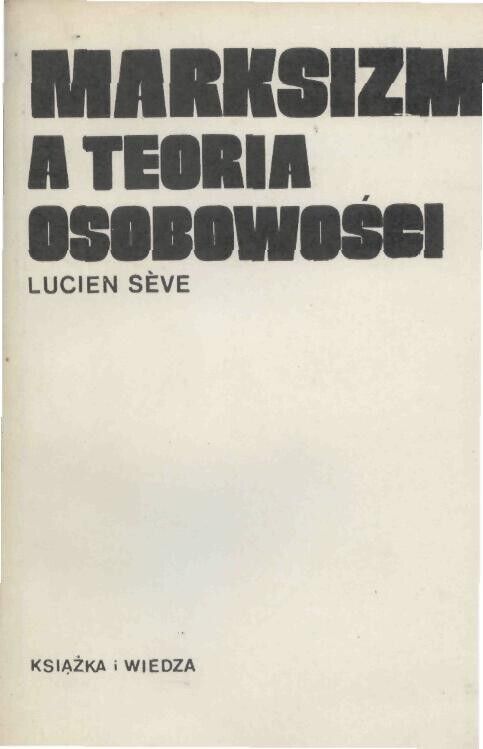 MARKSIZM
A TEORIA
OSOBOWOŚCI
LUCIEN SÈVE
KSIĄŻKA i WIEDZA